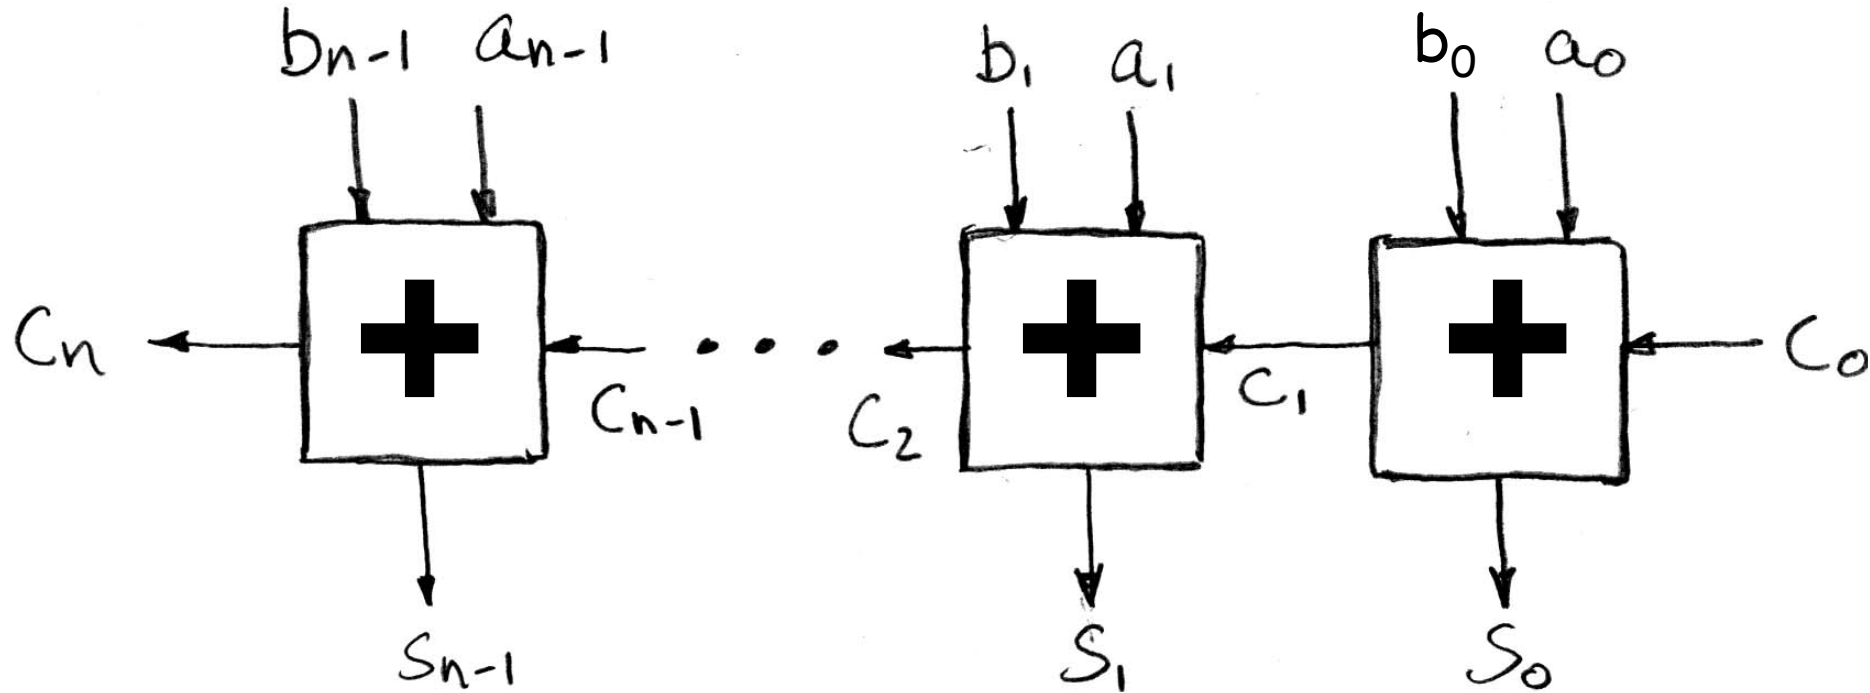 bn-1 an-1 b1 a1 b0 a0
+ + +
Cn Cn-1 C2 C1 C0
Sn-1 S1 S0